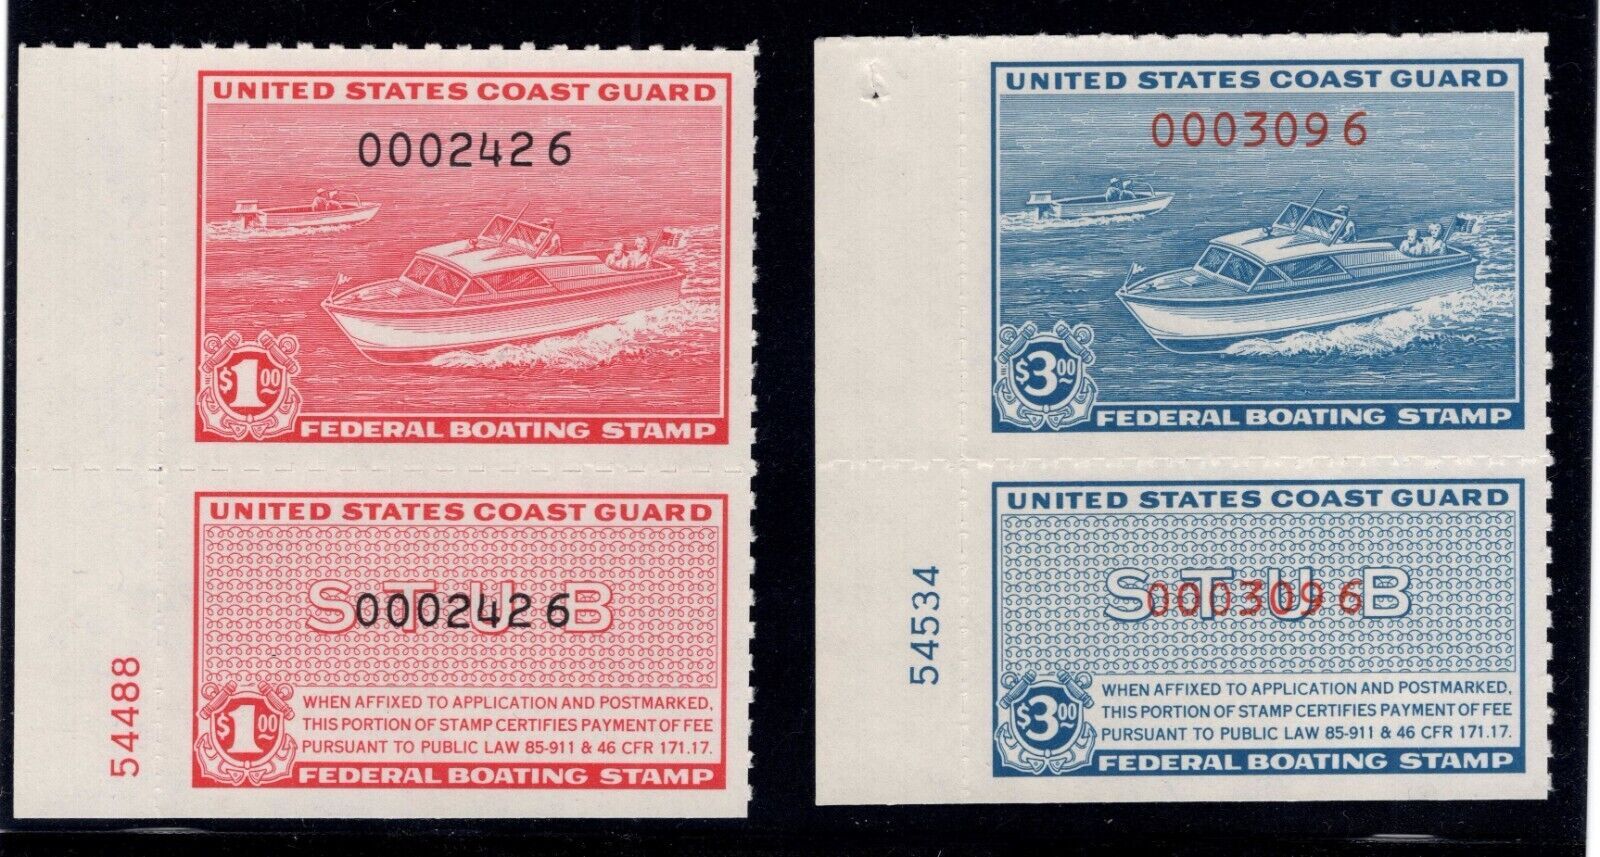 UNITED STATES COAST GUARD
0002426
$1.00
FEDERAL BOATING STAMP
UNITED STATES COAST GUARD
STUB
0002426
WHEN AFFIXED TO APPLICATION AND POSTMARKED,
THIS PORTION OF STAMP CERTIFIES PAYMENT OF FEE
PURSUANT TO PUBLIC LAW 85-911 & 46 CFR 171.17.
$1.00
FEDERAL BOATING STAMP
54488
UNITED STATES COAST GUARD
0003096
$3.00
FEDERAL BOATING STAMP
UNITED STATES COAST GUARD
STUB
0003096
WHEN AFFIXED TO APPLICATION AND POSTMARKED,
THIS PORTION OF STAMP CERTIFIES PAYMENT OF FEE
PURSUANT TO PUBLIC LAW 85-911 & 46 CFR 171.17.
$3.00
FEDERAL BOATING STAMP
54534